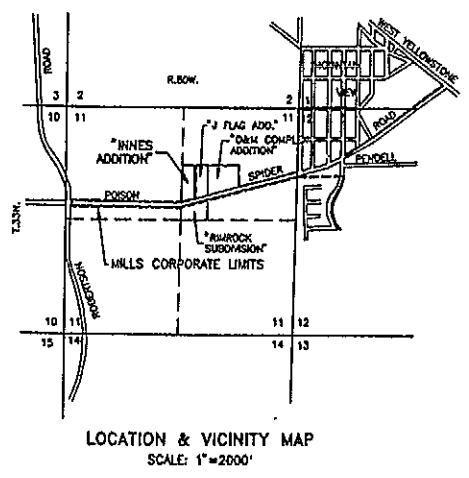 WEST YELLOWSTONE
ROAD
R.80W.
MOUNTAIN
VIEW
3 2
2 1
10 11
11 12
"J FLAG ADD."
"INNES
ADDITION"
"D&M COMPLEX
ADDITION"
ROAD
PENDELL
SPIDER
POISON
T.33N.
"RIMROCK
SUBDIVISION"
MILLS CORPORATE LIMITS
ROBERTSON
10 11
11 12
15 14
14 13
LOCATION & VICINITY MAP
SCALE: 1"=2000'